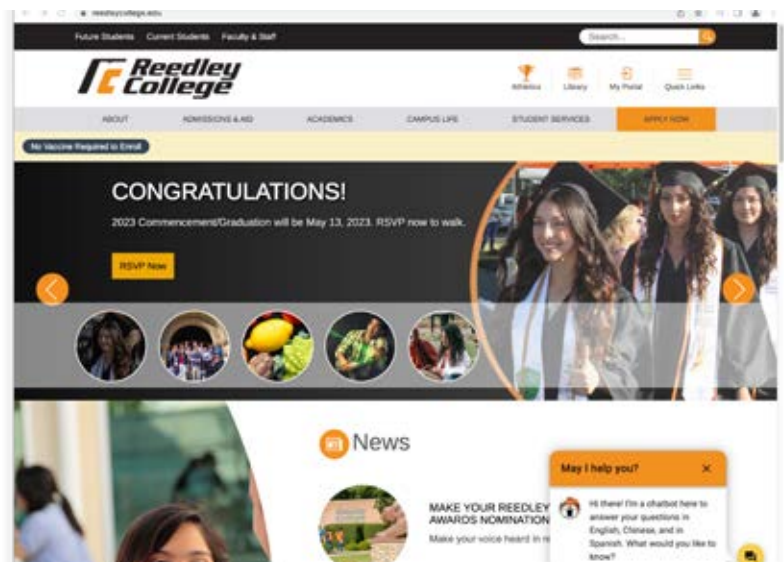 reedleycollege.edu
Future Students Current Students Faculty & Staff
Search...
Reedley
College
Athletics Library My Portal Quick Links
ABOUT ADMISSIONS & AID ACADEMICS CAMPUS LIFE STUDENT SERVICES APPLY NOW
No Vaccine Required to Enroll
CONGRATULATIONS!
2023 Commencement/Graduation will be May 13, 2023. RSVP now to walk.
RSVP Now
News
MAKE YOUR REEDLEY
AWARDS NOMINATION
Make your voice heard in
May I help you?
Hi there! I'm a chatbot here to
answer your questions in
English, Chinese, and in
Spanish. What would you like to
know?